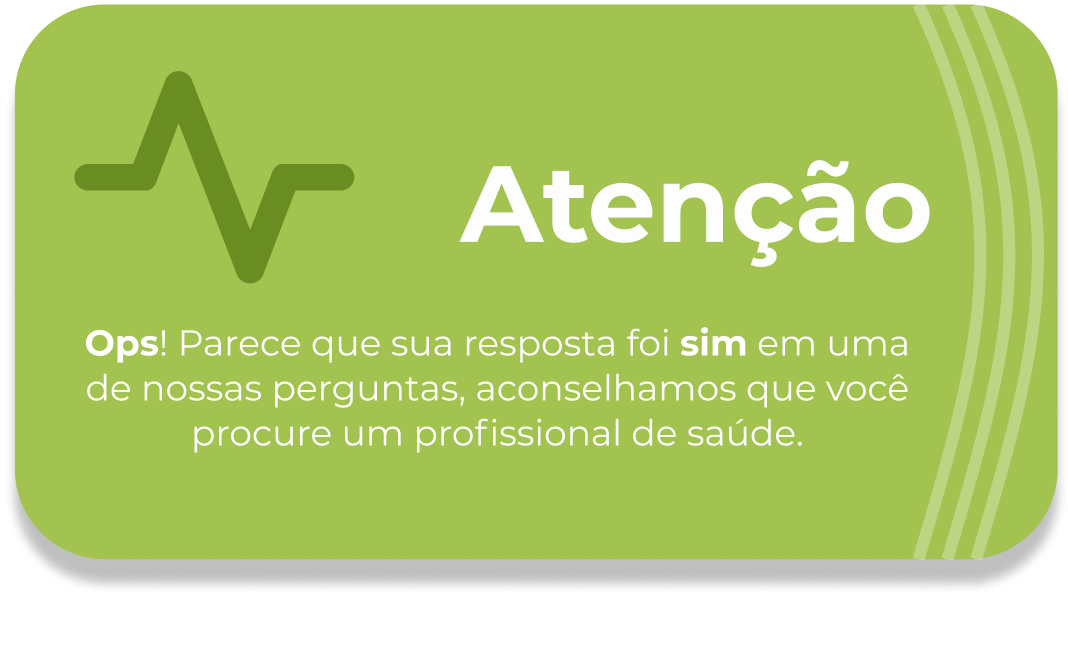 Atenção
Ops! Parece que sua resposta foi sim em uma
de nossas perguntas, aconselhamos que você
procure um profissional de saúde.